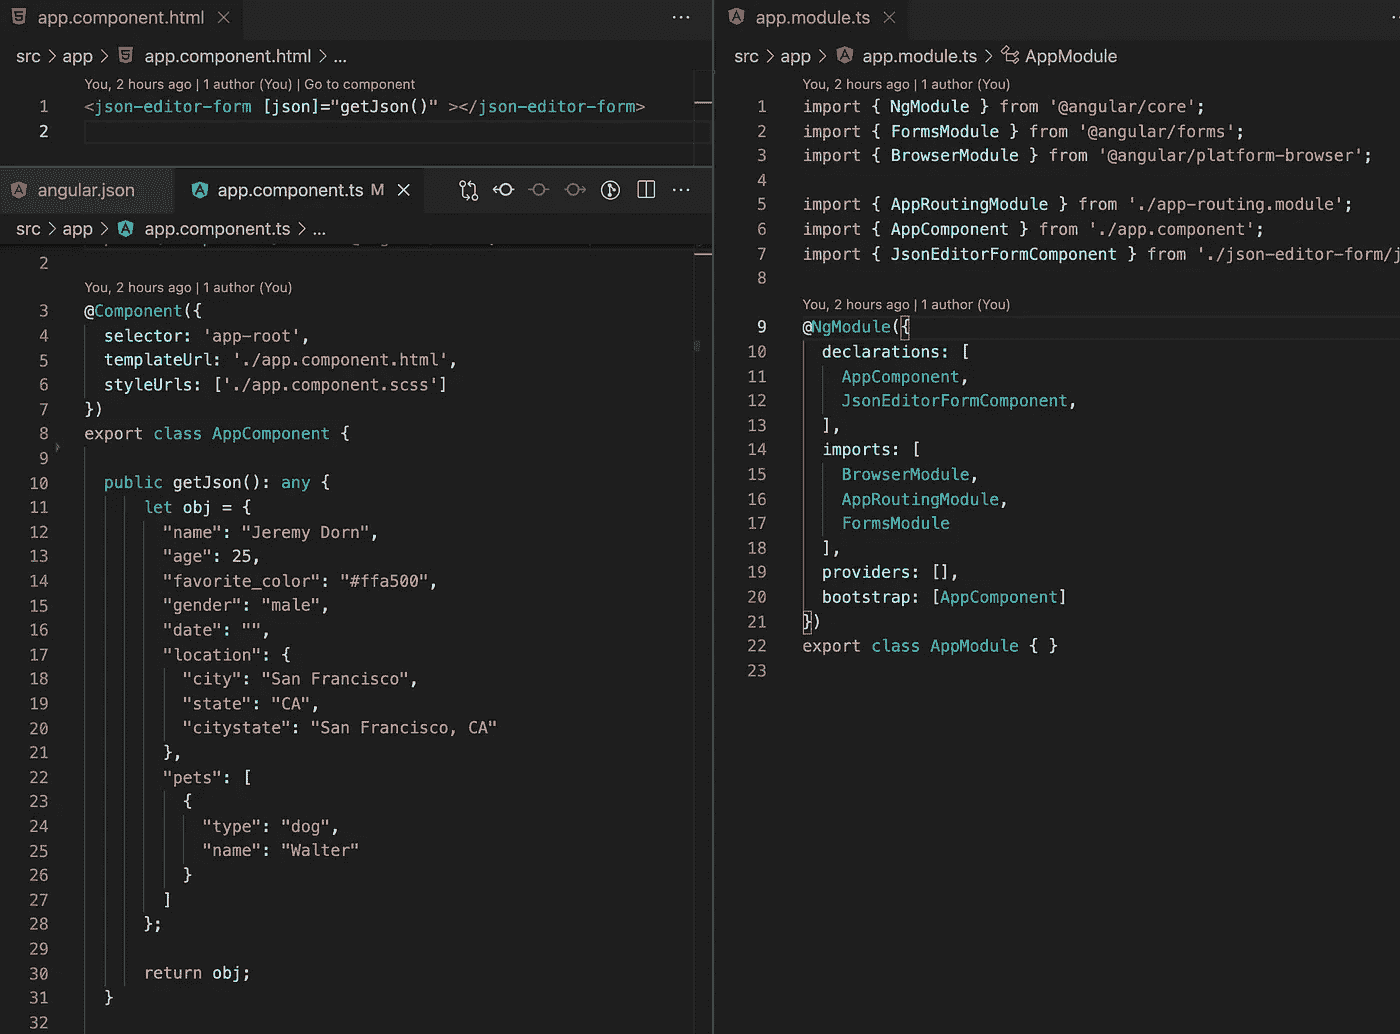 app.component.html
src > app > app.component.html > ...
You, 2 hours ago | 1 author (You) | Go to component
1 <json-editor-form [json]="getJson()" ></json-editor-form>
2
angular.json app.component.ts M
src > app > app.component.ts > ...
2
You, 2 hours ago | 1 author (You)
3 @Component({
4 selector: 'app-root',
5 templateUrl: './app.component.html',
6 styleUrls: ['./app.component.scss']
7 })
8 export class AppComponent {
9
10 public getJson(): any {
11 let obj = {
12 "name": "Jeremy Dorn",
13 "age": 25,
14 "favorite_color": "#ffa500",
15 "gender": "male",
16 "date": "",
17 "location": {
18 "city": "San Francisco",
19 "state": "CA",
20 "citystate": "San Francisco, CA"
21 },
22 "pets": [
23 {
24 "type": "dog",
25 "name": "Walter"
26 }
27 ]
28 };
29
30 return obj;
31 }
32
app.module.ts
src > app > app.module.ts > AppModule
You, 2 hours ago | 1 author (You)
1 import { NgModule } from '@angular/core';
2 import { FormsModule } from '@angular/forms';
3 import { BrowserModule } from '@angular/platform-browser';
4
5 import { AppRoutingModule } from './app-routing.module';
6 import { AppComponent } from './app.component';
7 import { JsonEditorFormComponent } from './json-editor-form/j
8
You, 2 hours ago | 1 author (You)
9 @NgModule({
10 declarations: [
11 AppComponent,
12 JsonEditorFormComponent,
13 ],
14 imports: [
15 BrowserModule,
16 AppRoutingModule,
17 FormsModule
18 ],
19 providers: [],
20 bootstrap: [AppComponent]
21 })
22 export class AppModule { }
23